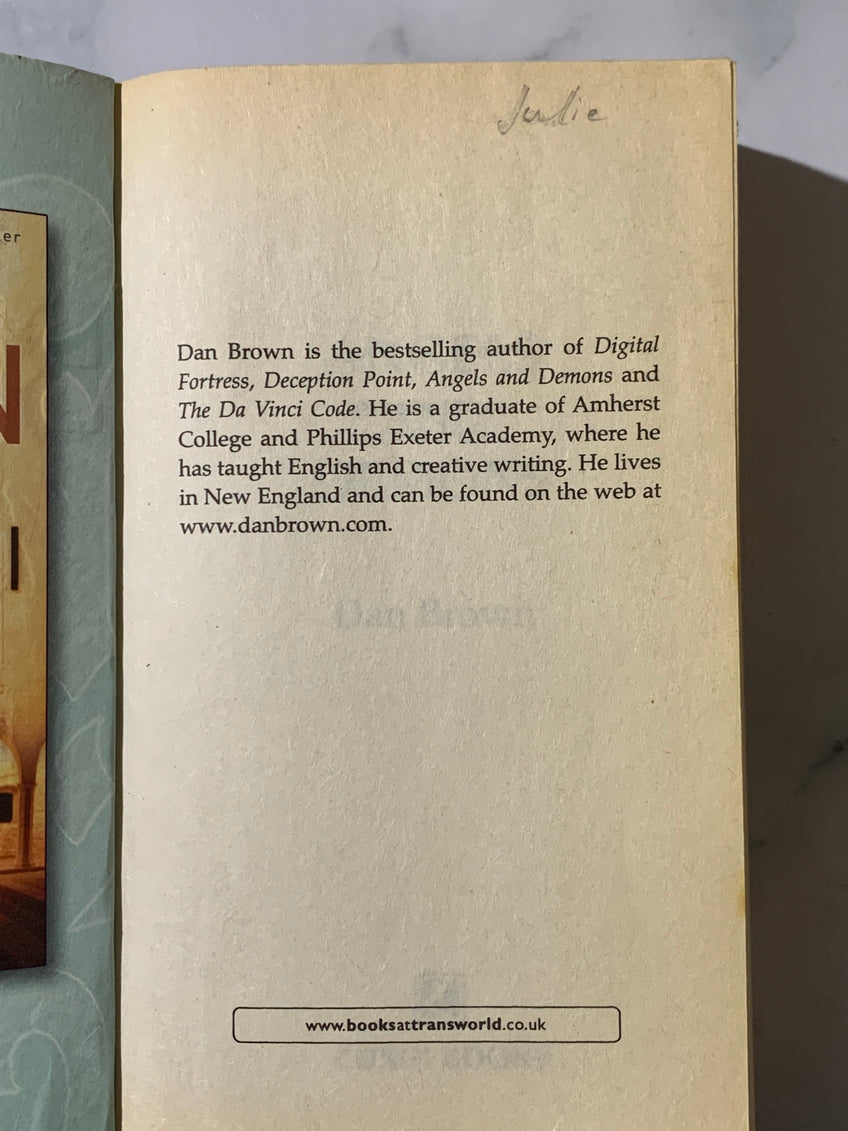 Julie
er
N
I
Dan Brown is the bestselling author of Digital
Fortress, Deception Point, Angels and Demons and
The Da Vinci Code. He is a graduate of Amherst
College and Phillips Exeter Academy, where he
has taught English and creative writing. He lives
in New England and can be found on the web at
www.danbrown.com.
Dan Brown
www.booksattransworld.co.uk